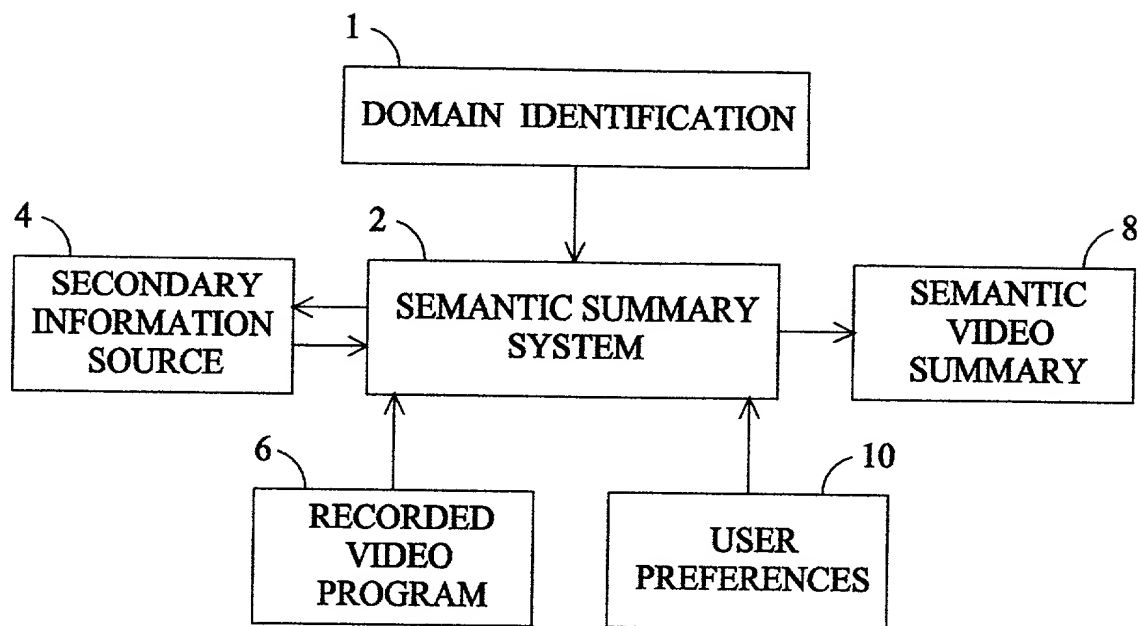 1
DOMAIN IDENTIFICATION
4
SECONDARY
INFORMATION
SOURCE
2
SEMANTIC SUMMARY
SYSTEM
8
SEMANTIC
VIDEO
SUMMARY
6
RECORDED
VIDEO
PROGRAM
10
USER
PREFERENCES